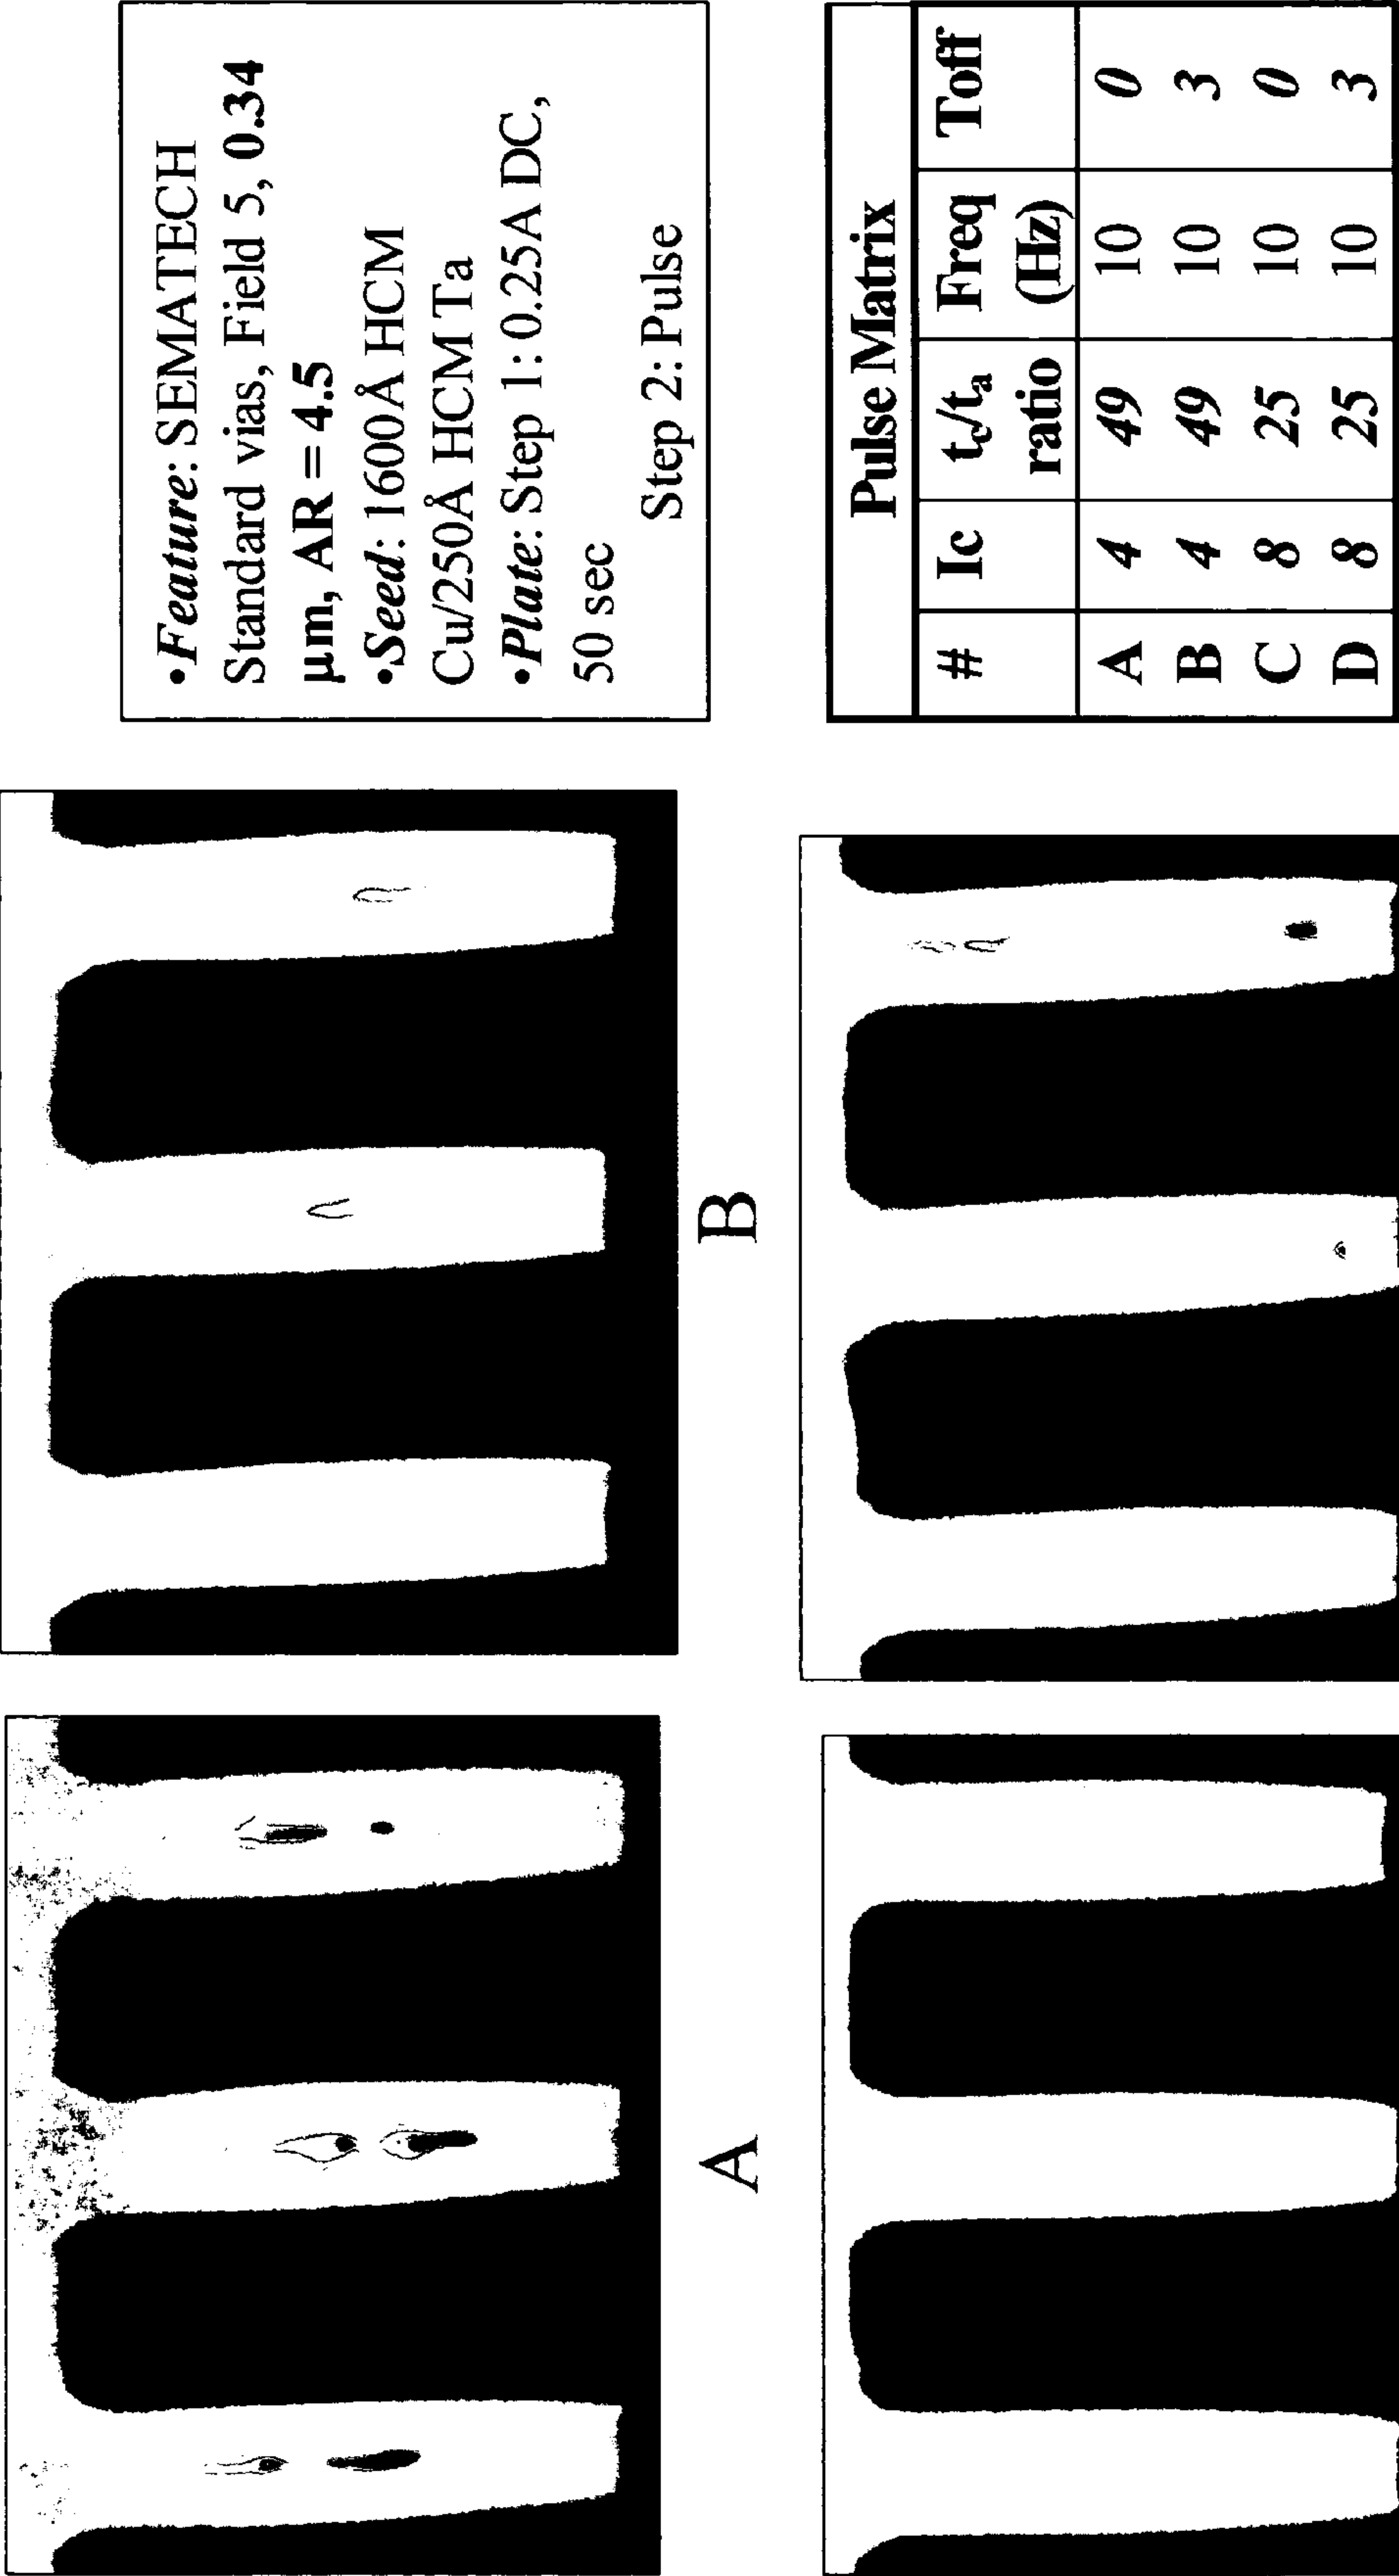 •Feature: SEMATECH
Standard vias, Field 5, 0.34
μm, AR = 4.5
•Seed: 1600Å HCM
Cu/250Å HCM Ta
•Plate: Step 1: 0.25A DC,
50 sec
Step 2: Pulse
A
B
Pulse Matrix
# Ic tc/ta ratio Freq (Hz) Toff
A 4 49 10 0
B 4 49 10 3
C 8 25 10 0
D 8 25 10 3